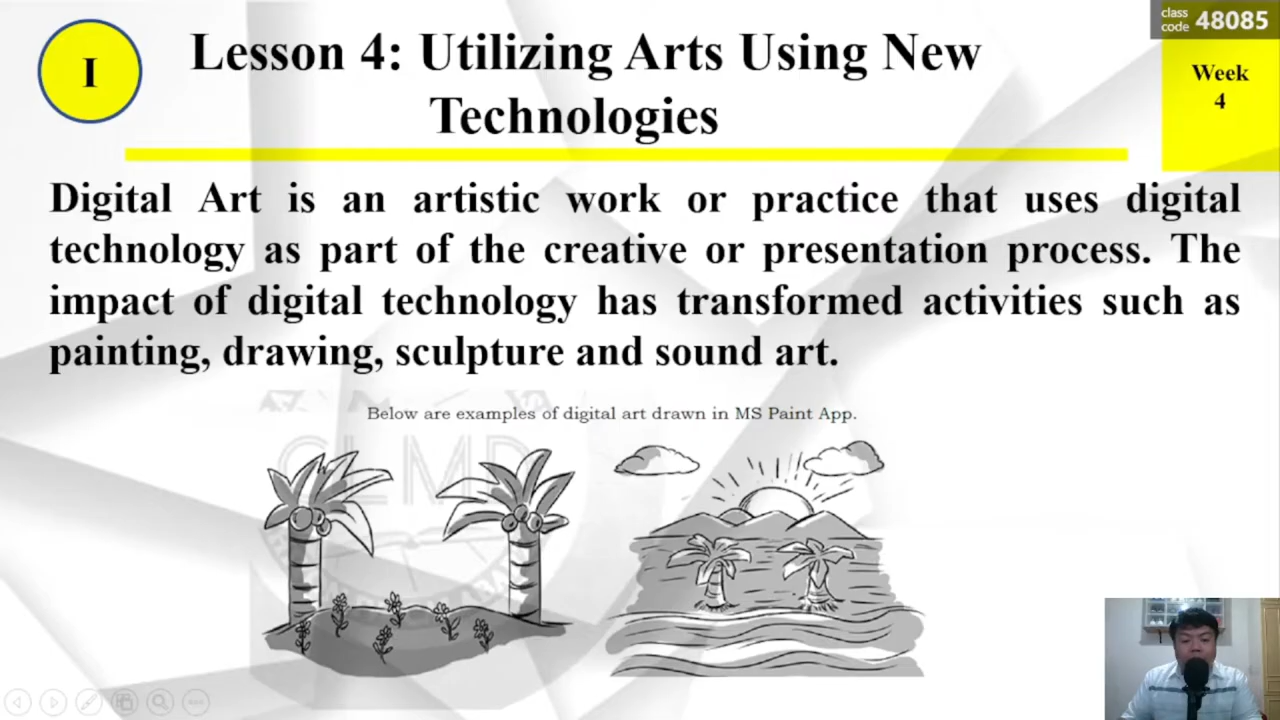 class
code 48085
I
Lesson 4: Utilizing Arts Using New
Technologies
Week
4
Digital Art is an artistic work or practice that uses digital
technology as part of the creative or presentation process. The
impact of digital technology has transformed activities such as
painting, drawing, sculpture and sound art.
Below are examples of digital art drawn in MS Paint App.
CLMD